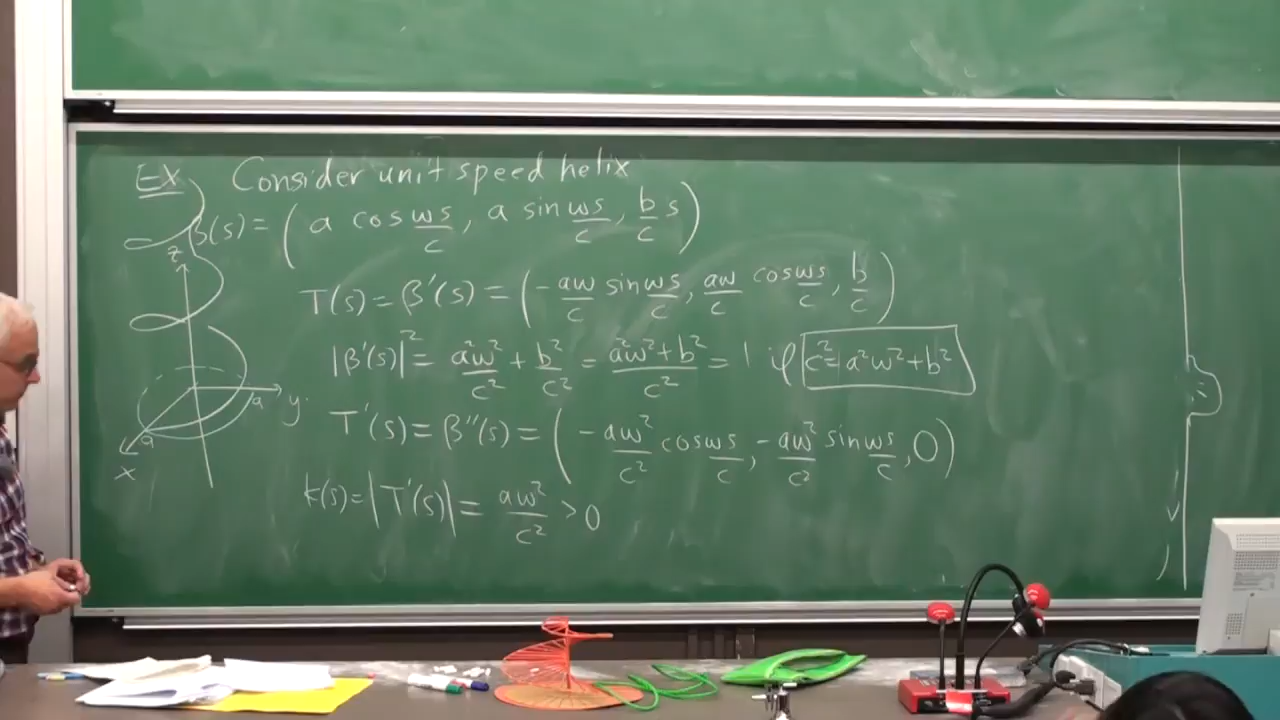 EX Consider unit speed helix
β(s) = ( a cos ws/c , a sin ws/c , b/c s )
T(s) = β'(s) = ( - aw/c sin ws/c , aw/c cos ws/c , b/c )
|β'(s)|² = a²w²/c² + b²/c² = a²w² + b²/c² = 1 if c² = a²w² + b²
T'(s) = β''(s) = ( - aw²/c² cos ws/c , - aw²/c² sin ws/c , 0 )
k(s) = |T'(s)| = aw²/c² > 0
z
a
y
a
x